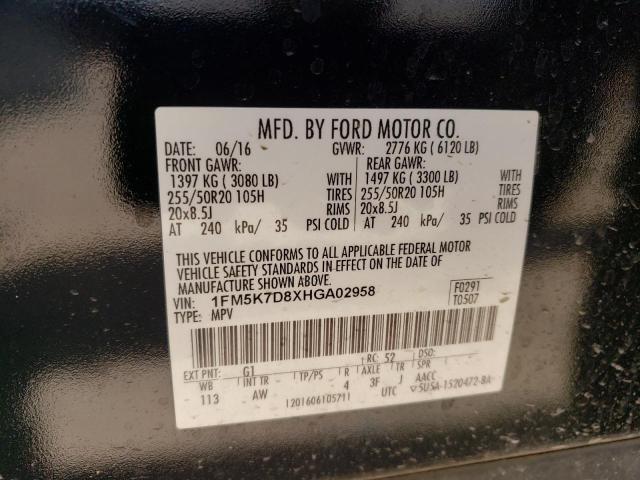 MFD. BY FORD MOTOR CO.
DATE: 06/16 GVWR: 2776 KG ( 6120 LB)
FRONT GAWR: REAR GAWR:
1397 KG ( 3080 LB) WITH 1497 KG ( 3300 LB) WITH
255/50R20 105H TIRES 255/50R20 105H TIRES
20x8.5J RIMS 20x8.5J RIMS
AT 240 kPa/ 35 PSI COLD AT 240 kPa/ 35 PSI COLD
THIS VEHICLE CONFORMS TO ALL APPLICABLE FEDERAL MOTOR
VEHICLE SAFETY STANDARDS IN EFFECT ON THE DATE OF
MANUFACTURE SHOWN ABOVE.
VIN: 1FM5K7D8XHGA02958 F0291
TYPE: MPV T0507
EXT PNT: G1 RC: 52 DSO:
WB INT TR TP/PS R AXLE TR SPR
113 AW 4 3F J AACC
1201606105711 UTC 5U5A-1520472-BA